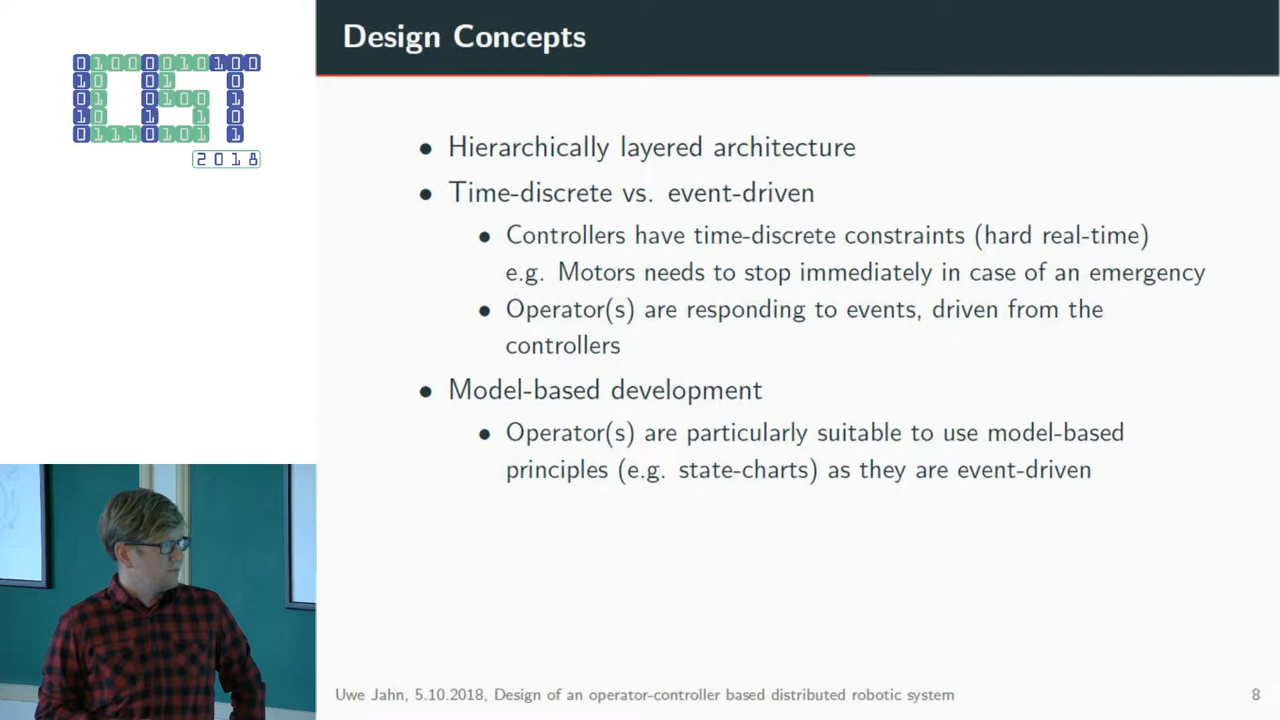 01000010100
2018
Design Concepts
• Hierarchically layered architecture
• Time-discrete vs. event-driven
• Controllers have time-discrete constraints (hard real-time)
e.g. Motors needs to stop immediately in case of an emergency
• Operator(s) are responding to events, driven from the
controllers
• Model-based development
• Operator(s) are particularly suitable to use model-based
principles (e.g. state-charts) as they are event-driven
Uwe Jahn, 5.10.2018, Design of an operator-controller based distributed robotic system
8